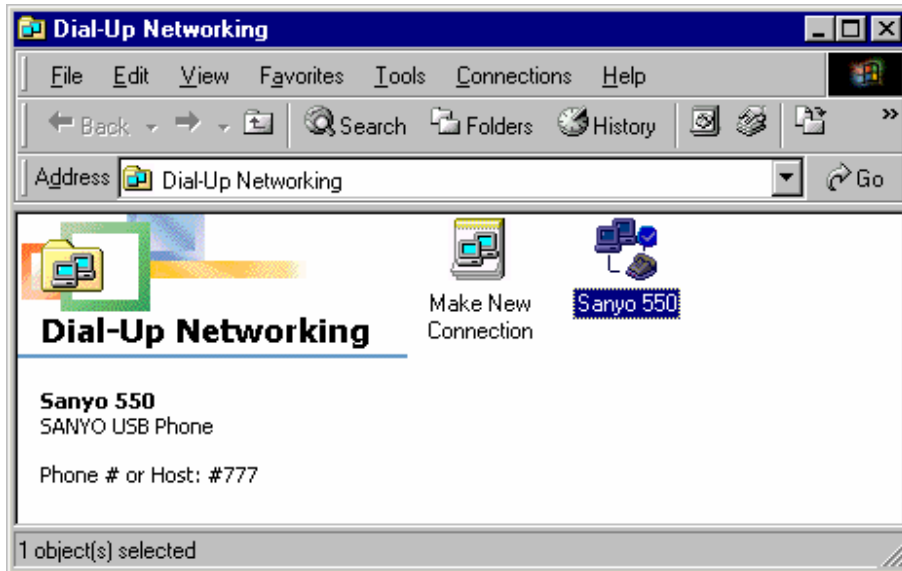 Dial-Up Networking
File Edit View Favorites Tools Connections Help
Back Search Folders History »
Address Dial-Up Networking Go
Make New
Connection
Sanyo 550
Dial-Up Networking
Sanyo 550
SANYO USB Phone
Phone # or Host: #777
1 object(s) selected